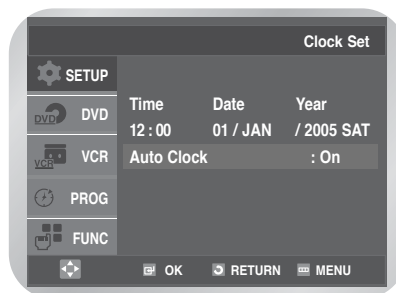 Clock Set
SETUP
DVD DVD
VCR VCR
PROG
FUNC
Time Date Year
12 : 00 01 / JAN / 2005 SAT
Auto Clock : On
OK RETURN MENU